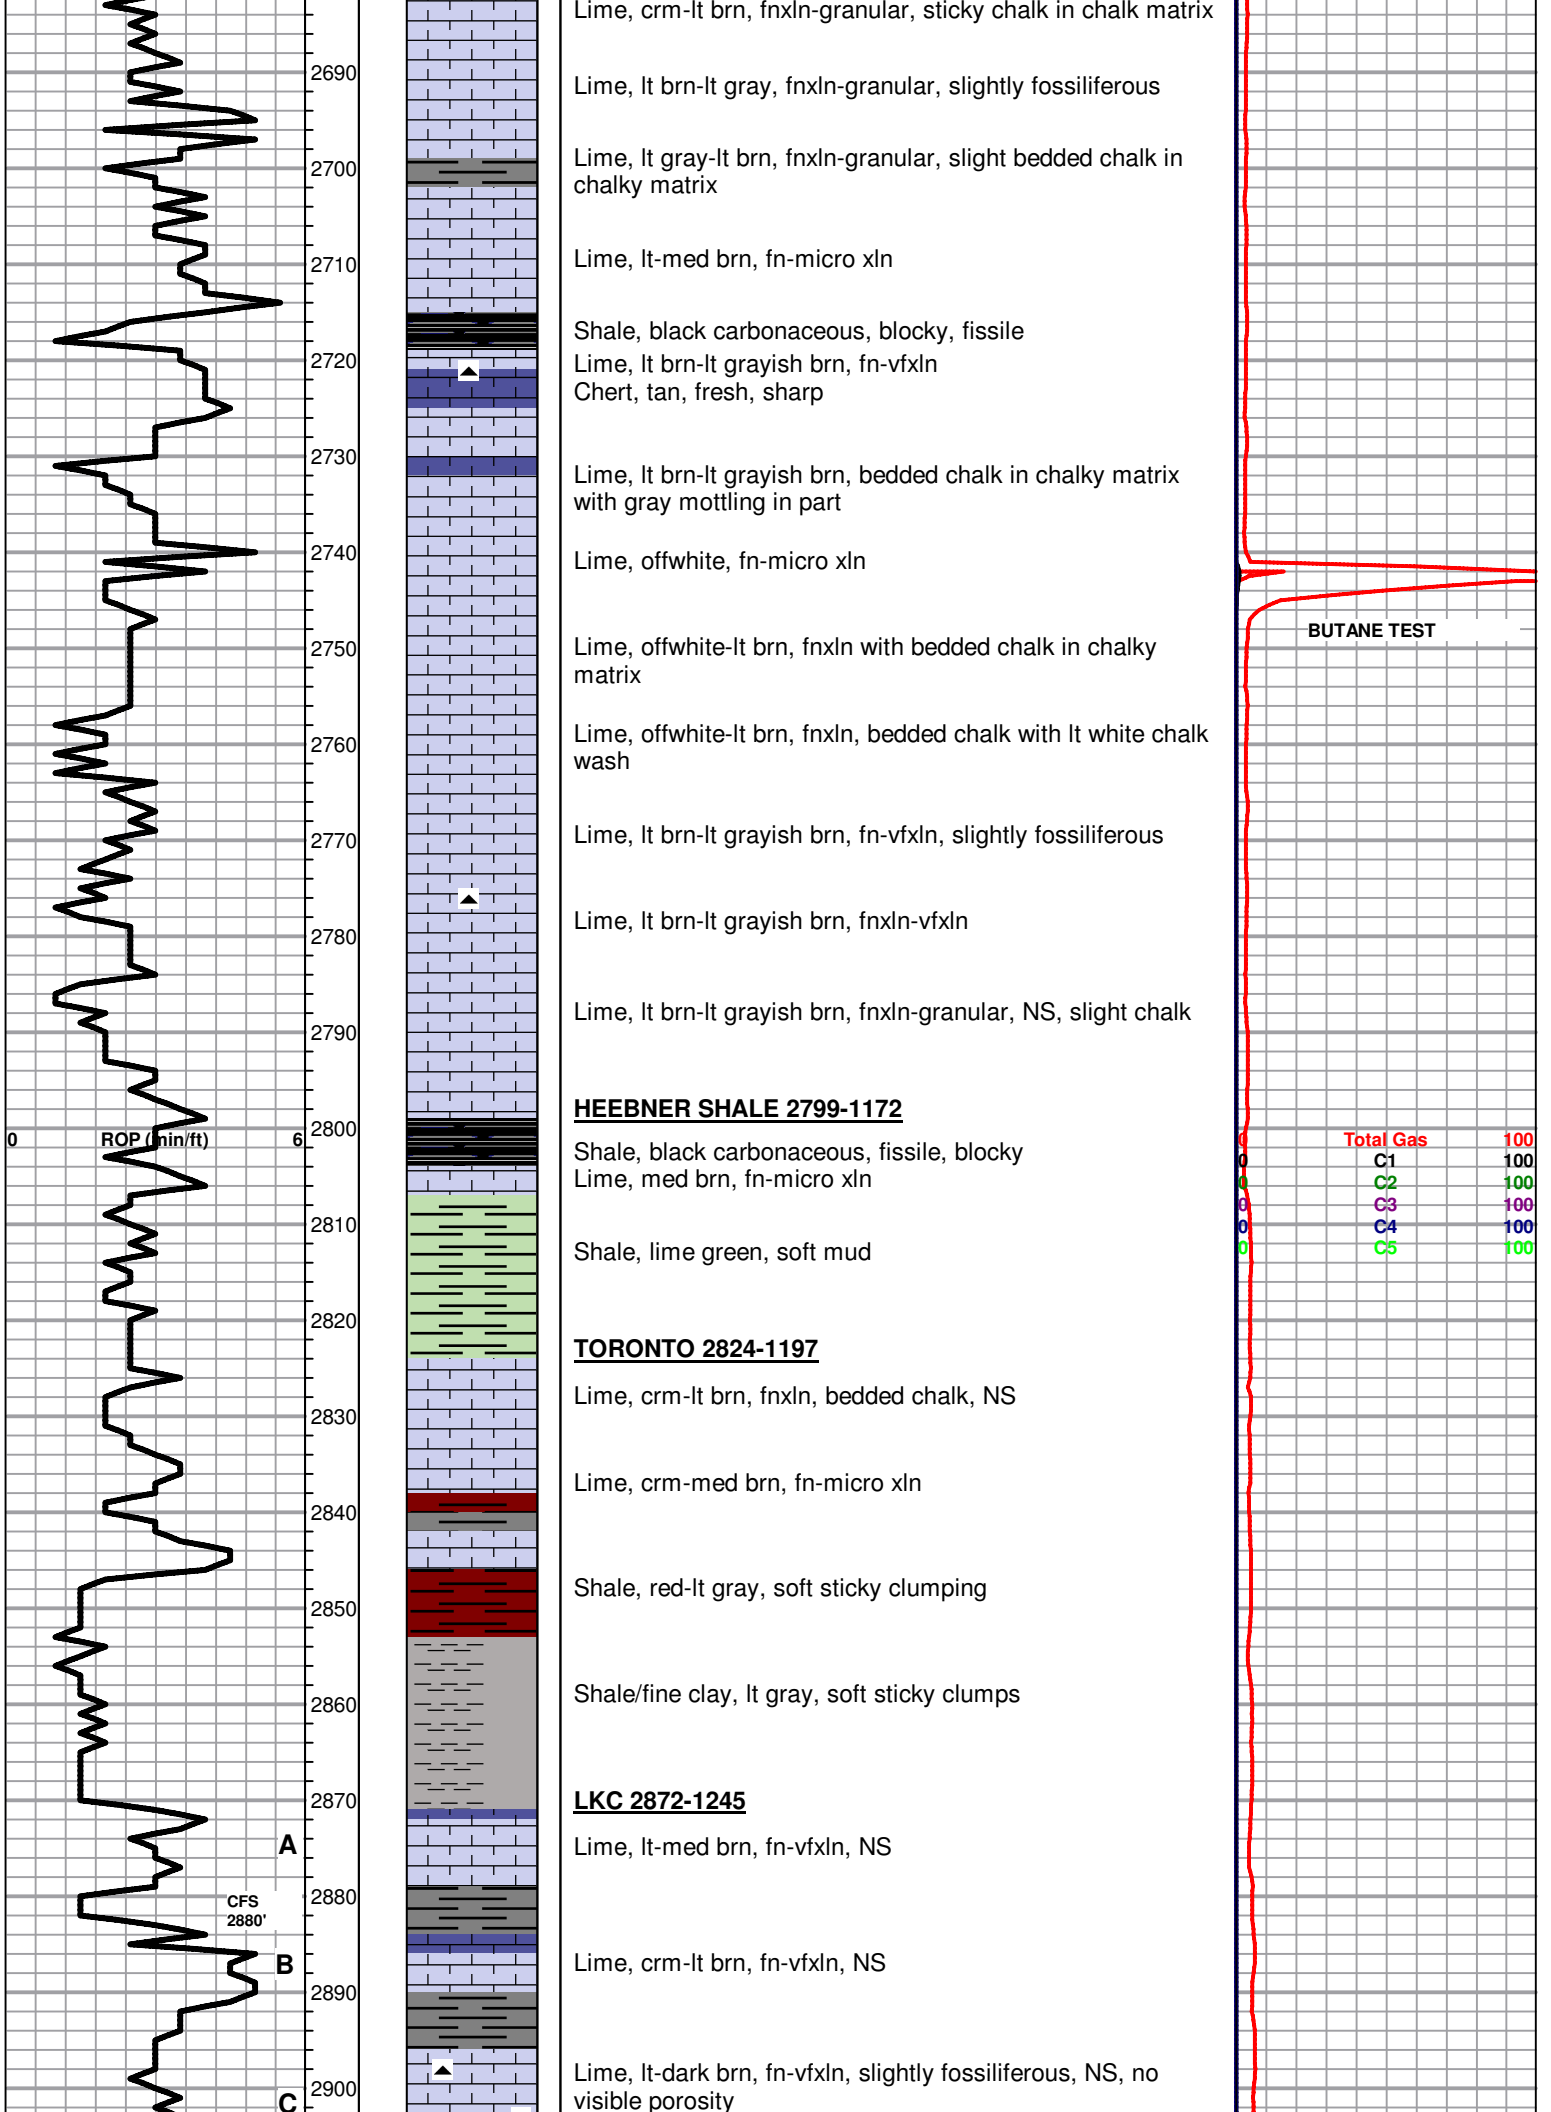 Lime, crm-lt brn, fnxln-granular, sticky chalk in chalk matrix
2690
Lime, lt brn-lt gray, fnxln-granular, slightly fossiliferous
2700
Lime, lt gray-lt brn, fnxln-granular, slight bedded chalk in
chalky matrix
2710
Lime, lt-med brn, fn-micro xln
Shale, black carbonaceous, blocky, fissile
2720
Lime, lt brn-lt grayish brn, fn-vfxln
Chert, tan, fresh, sharp
2730
Lime, lt brn-lt grayish brn, bedded chalk in chalky matrix
with gray mottling in part
2740
Lime, offwhite, fn-micro xln
BUTANE TEST
2750
Lime, offwhite-lt brn, fnxln with bedded chalk in chalky
matrix
2760
Lime, offwhite-lt brn, fnxln, bedded chalk with lt white chalk
wash
2770
Lime, lt brn-lt grayish brn, fn-vfxln, slightly fossiliferous
2780
Lime, lt brn-lt grayish brn, fnxln-vfxln
2790
Lime, lt brn-lt grayish brn, fnxln-granular, NS, slight chalk
HEEBNER SHALE 2799-1172
2800
0 ROP (min/ft) 6
0 Total Gas 100
0 C1 100
0 C2 100
0 C3 100
0 C4 100
0 C5 100
Shale, black carbonaceous, fissile, blocky
Lime, med brn, fn-micro xln
2810
Shale, lime green, soft mud
2820
TORONTO 2824-1197
2830
Lime, crm-lt brn, fnxln, bedded chalk, NS
Lime, crm-med brn, fn-micro xln
2840
Shale, red-lt gray, soft sticky clumping
2850
2860
Shale/fine clay, lt gray, soft sticky clumps
2870
LKC 2872-1245
A
Lime, lt-med brn, fn-vfxln, NS
2880
CFS
2880'
B
Lime, crm-lt brn, fn-vfxln, NS
2890
2900
C
Lime, lt-dark brn, fn-vfxln, slightly fossiliferous, NS, no
visible porosity